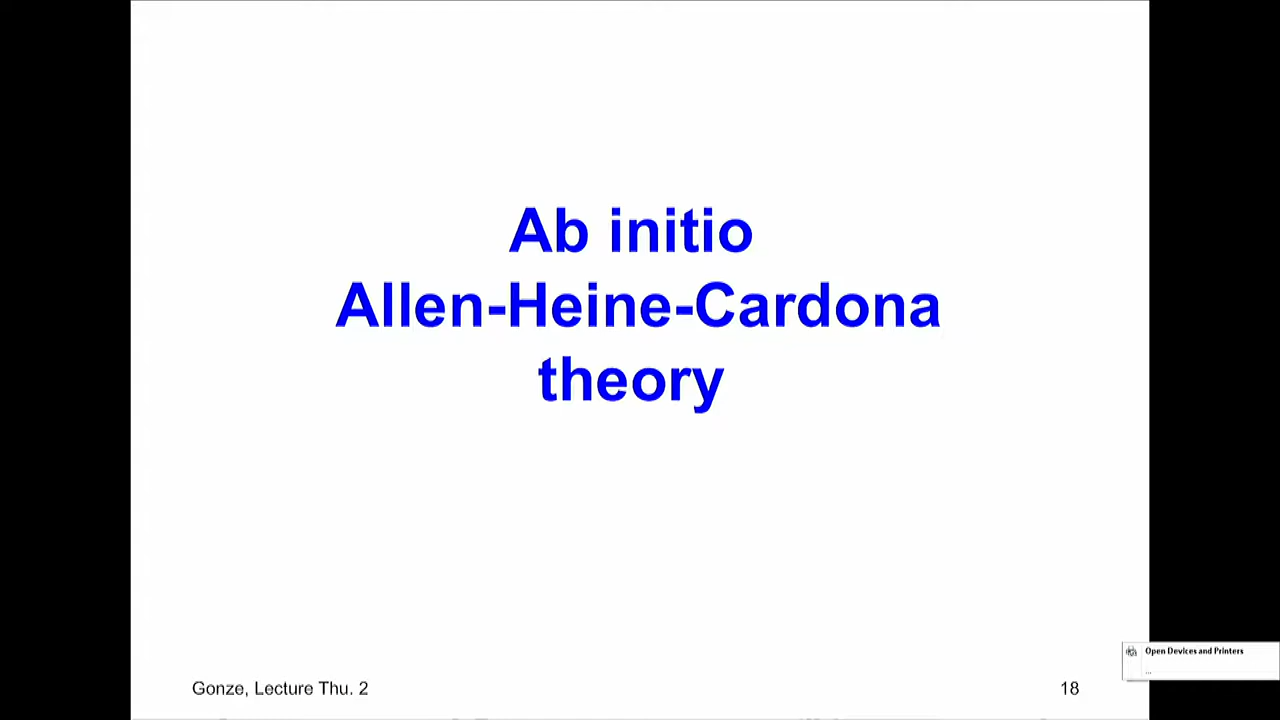 Ab initio
Allen-Heine-Cardona
theory
Gonze, Lecture Thu. 2
18
Open Devices and Printers
...